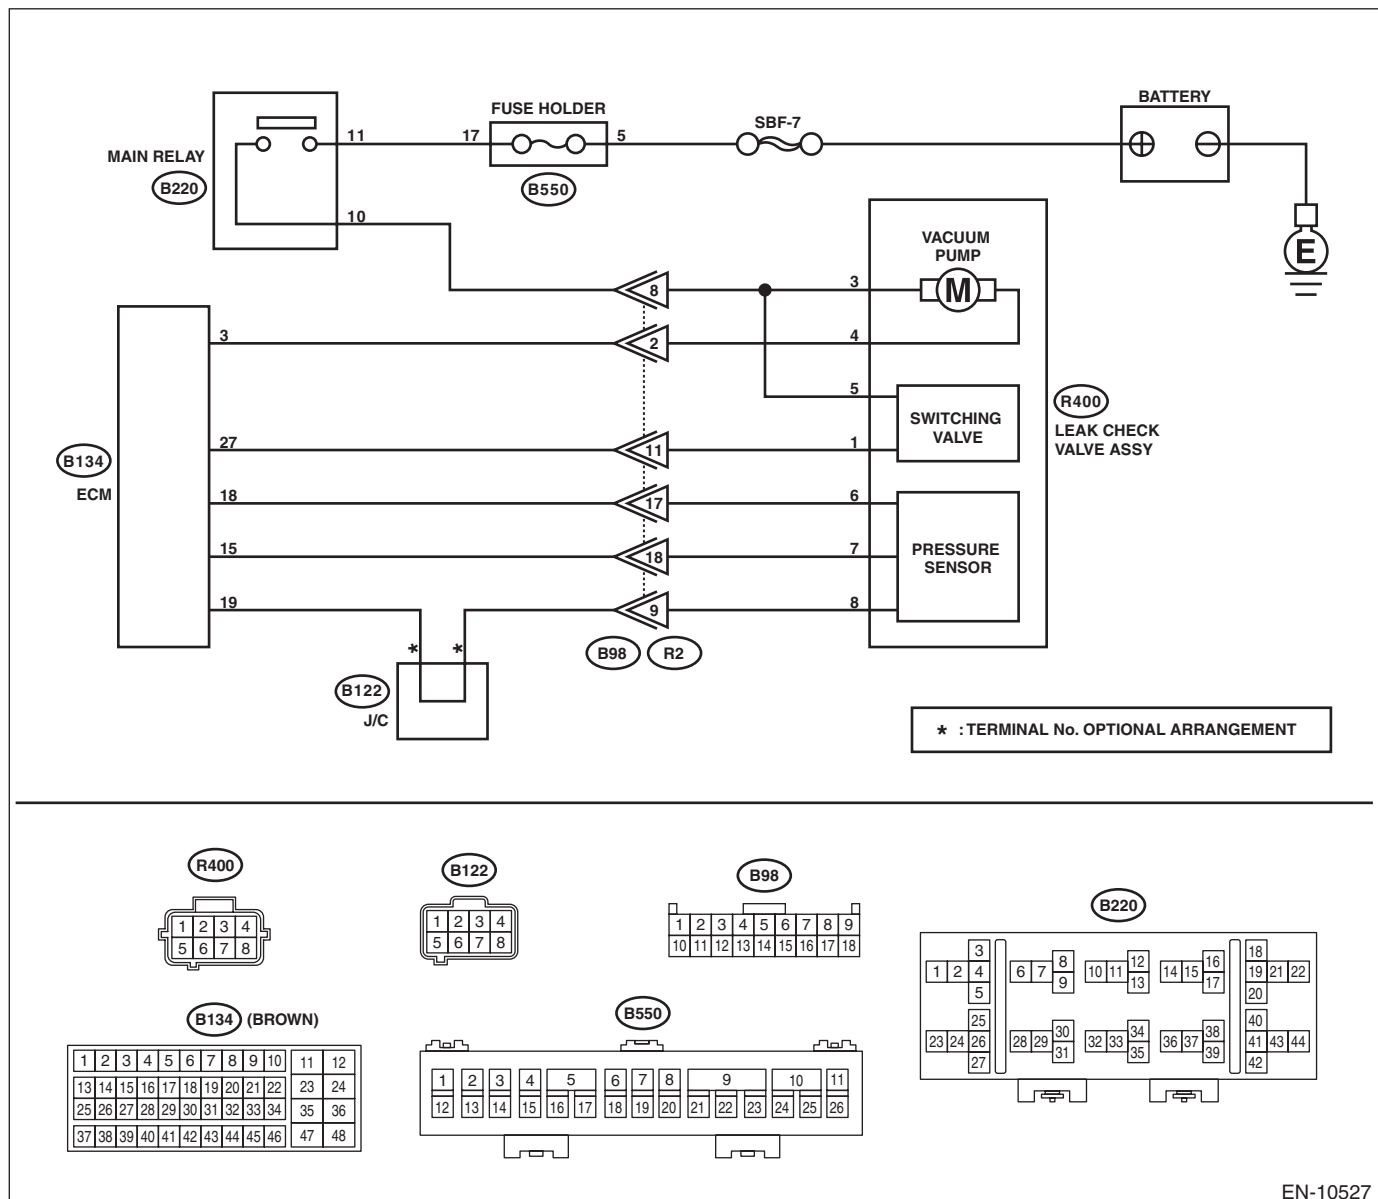 BATTERY
FUSE HOLDER
SBF-7
11 17 5
MAIN RELAY
B220
B550
10
VACUUM
PUMP
E
M
8 3
3 2 4
5
SWITCHING
VALVE
R400
LEAK CHECK
VALVE ASSY
27 11 1
B134
ECM
18 17 6
15 18 7
PRESSURE
SENSOR
19 9 8
* *
B98 R2
B122
J/C
* : TERMINAL No. OPTIONAL ARRANGEMENT
R400
1 2 3 4
5 6 7 8
B122
1 2 3 4
5 6 7 8
B98
1 2 3 4 5 6 7 8 9
10 11 12 13 14 15 16 17 18
B220
3 8 12 16 18
1 2 4 6 7 10 11 14 15 19 21 22
5 9 13 17 20
25 30 34 38 40
23 24 26 28 29 32 33 36 37 41 43 44
27 31 35 39 42
B134 (BROWN)
1 2 3 4 5 6 7 8 9 10 11 12
13 14 15 16 17 18 19 20 21 22 23 24
25 26 27 28 29 30 31 32 33 34 35 36
37 38 39 40 41 42 43 44 45 46 47 48
B550
1 2 3 4 5 6 7 8 9 10 11
12 13 14 15 16 17 18 19 20 21 22 23 24 25 26
EN-10527